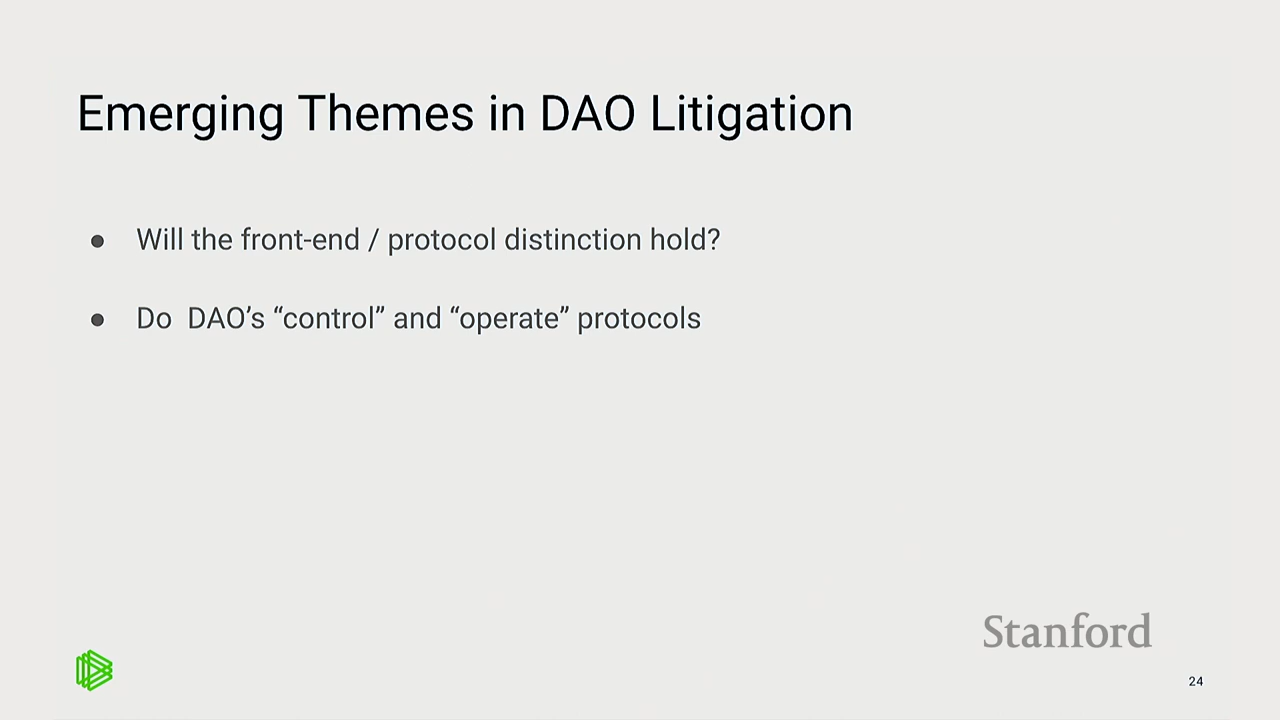 Emerging Themes in DAO Litigation
● Will the front-end / protocol distinction hold?
● Do  DAO’s “control” and “operate” protocols
Stanford
24